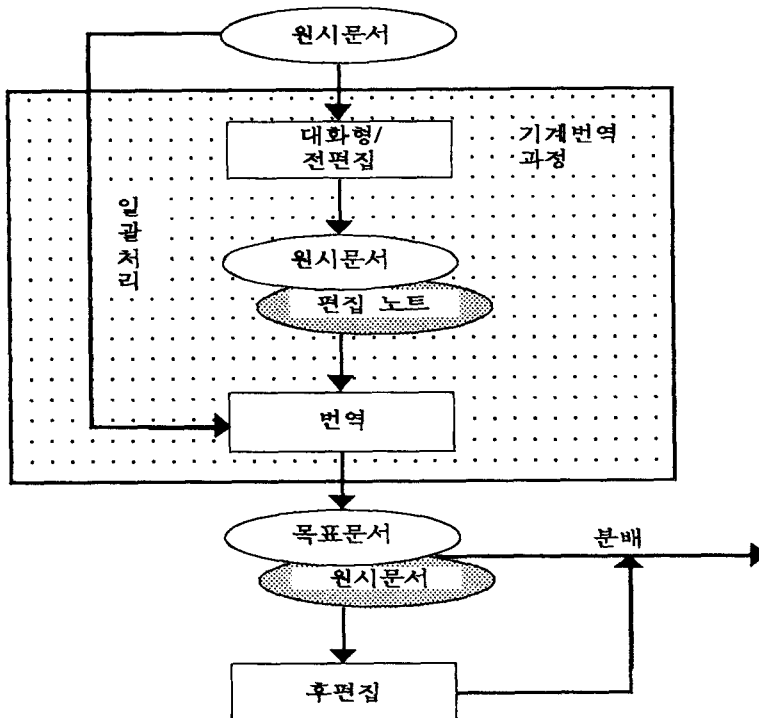 원시문서
대화형/
전편집
기계번역
과정
일괄처리
원시문서
편집 노트
번역
목표문서
원시문서
분배
후편집